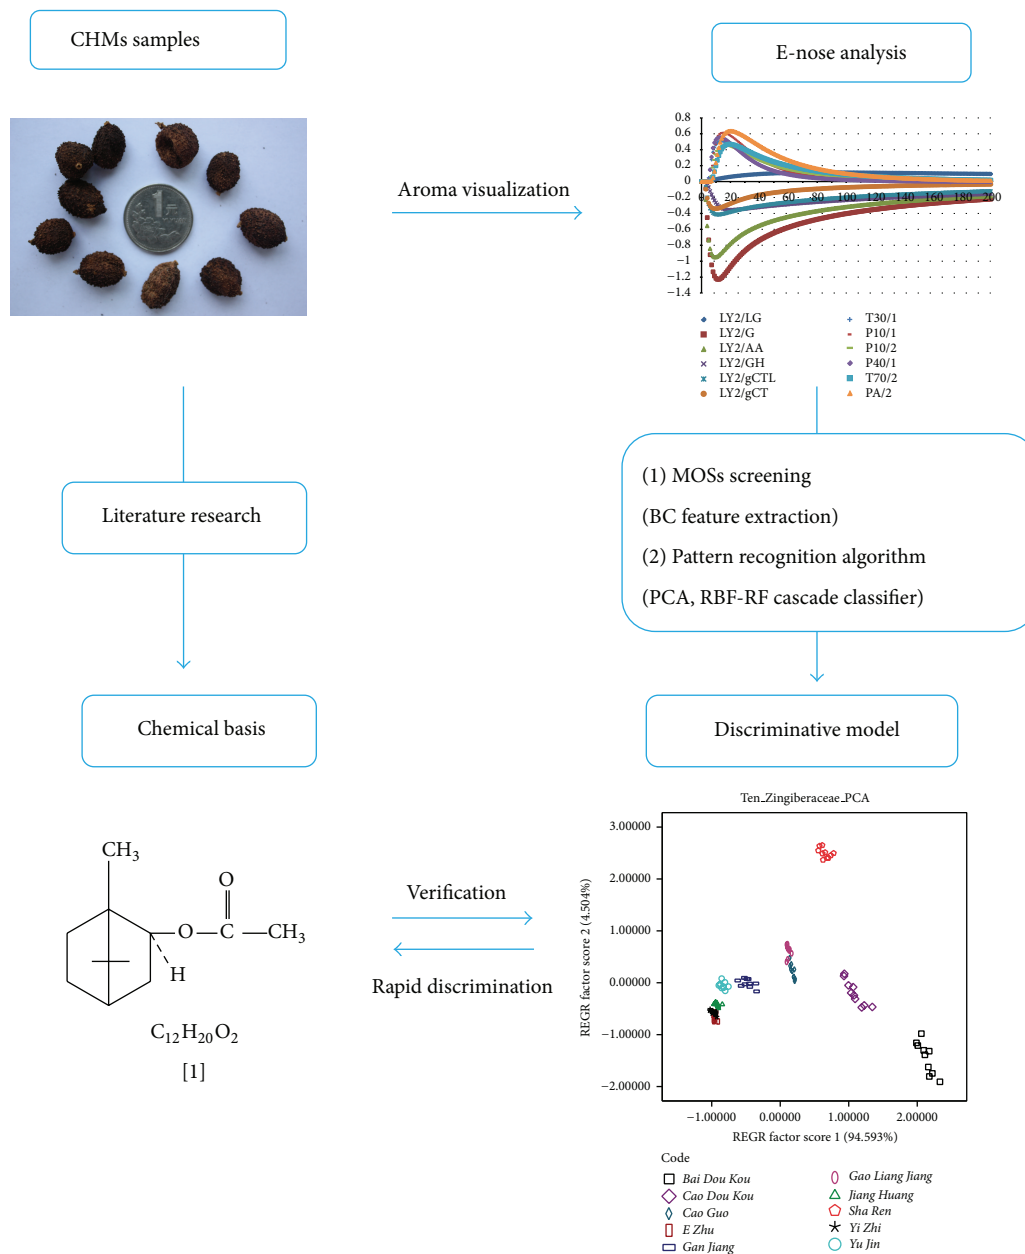 CHMs samples
E-nose analysis
1
元
Aroma visualization
0.8
0.6
0.4
0.2
0
−0.2
−0.4
−0.6
−0.8
−1
−1.2
−1.4
0 20 40 60 80 100 120 140 160 180 200
LY2/LG
LY2/G
LY2/AA
LY2/GH
LY2/gCTL
LY2/gCT
T30/1
P10/1
P10/2
P40/1
T70/2
PA/2
Literature research
(1) MOSs screening
(BC feature extraction)
(2) Pattern recognition algorithm
(PCA, RBF-RF cascade classifier)
Chemical basis
Discriminative model
CH3
O
O
C
CH3
H
C12H20O2
[1]
Verification
Rapid discrimination
Ten_Zingiberaceae_PCA
REGR factor score 2 (4.504%)
3.00000
2.00000
1.00000
0.00000
−1.00000
−2.00000
−1.00000 0.00000 1.00000 2.00000
REGR factor score 1 (94.593%)
Code
Bai Dou Kou
Cao Dou Kou
Cao Guo
E Zhu
Gan Jiang
Gao Liang Jiang
Jiang Huang
Sha Ren
Yi Zhi
Yu Jin